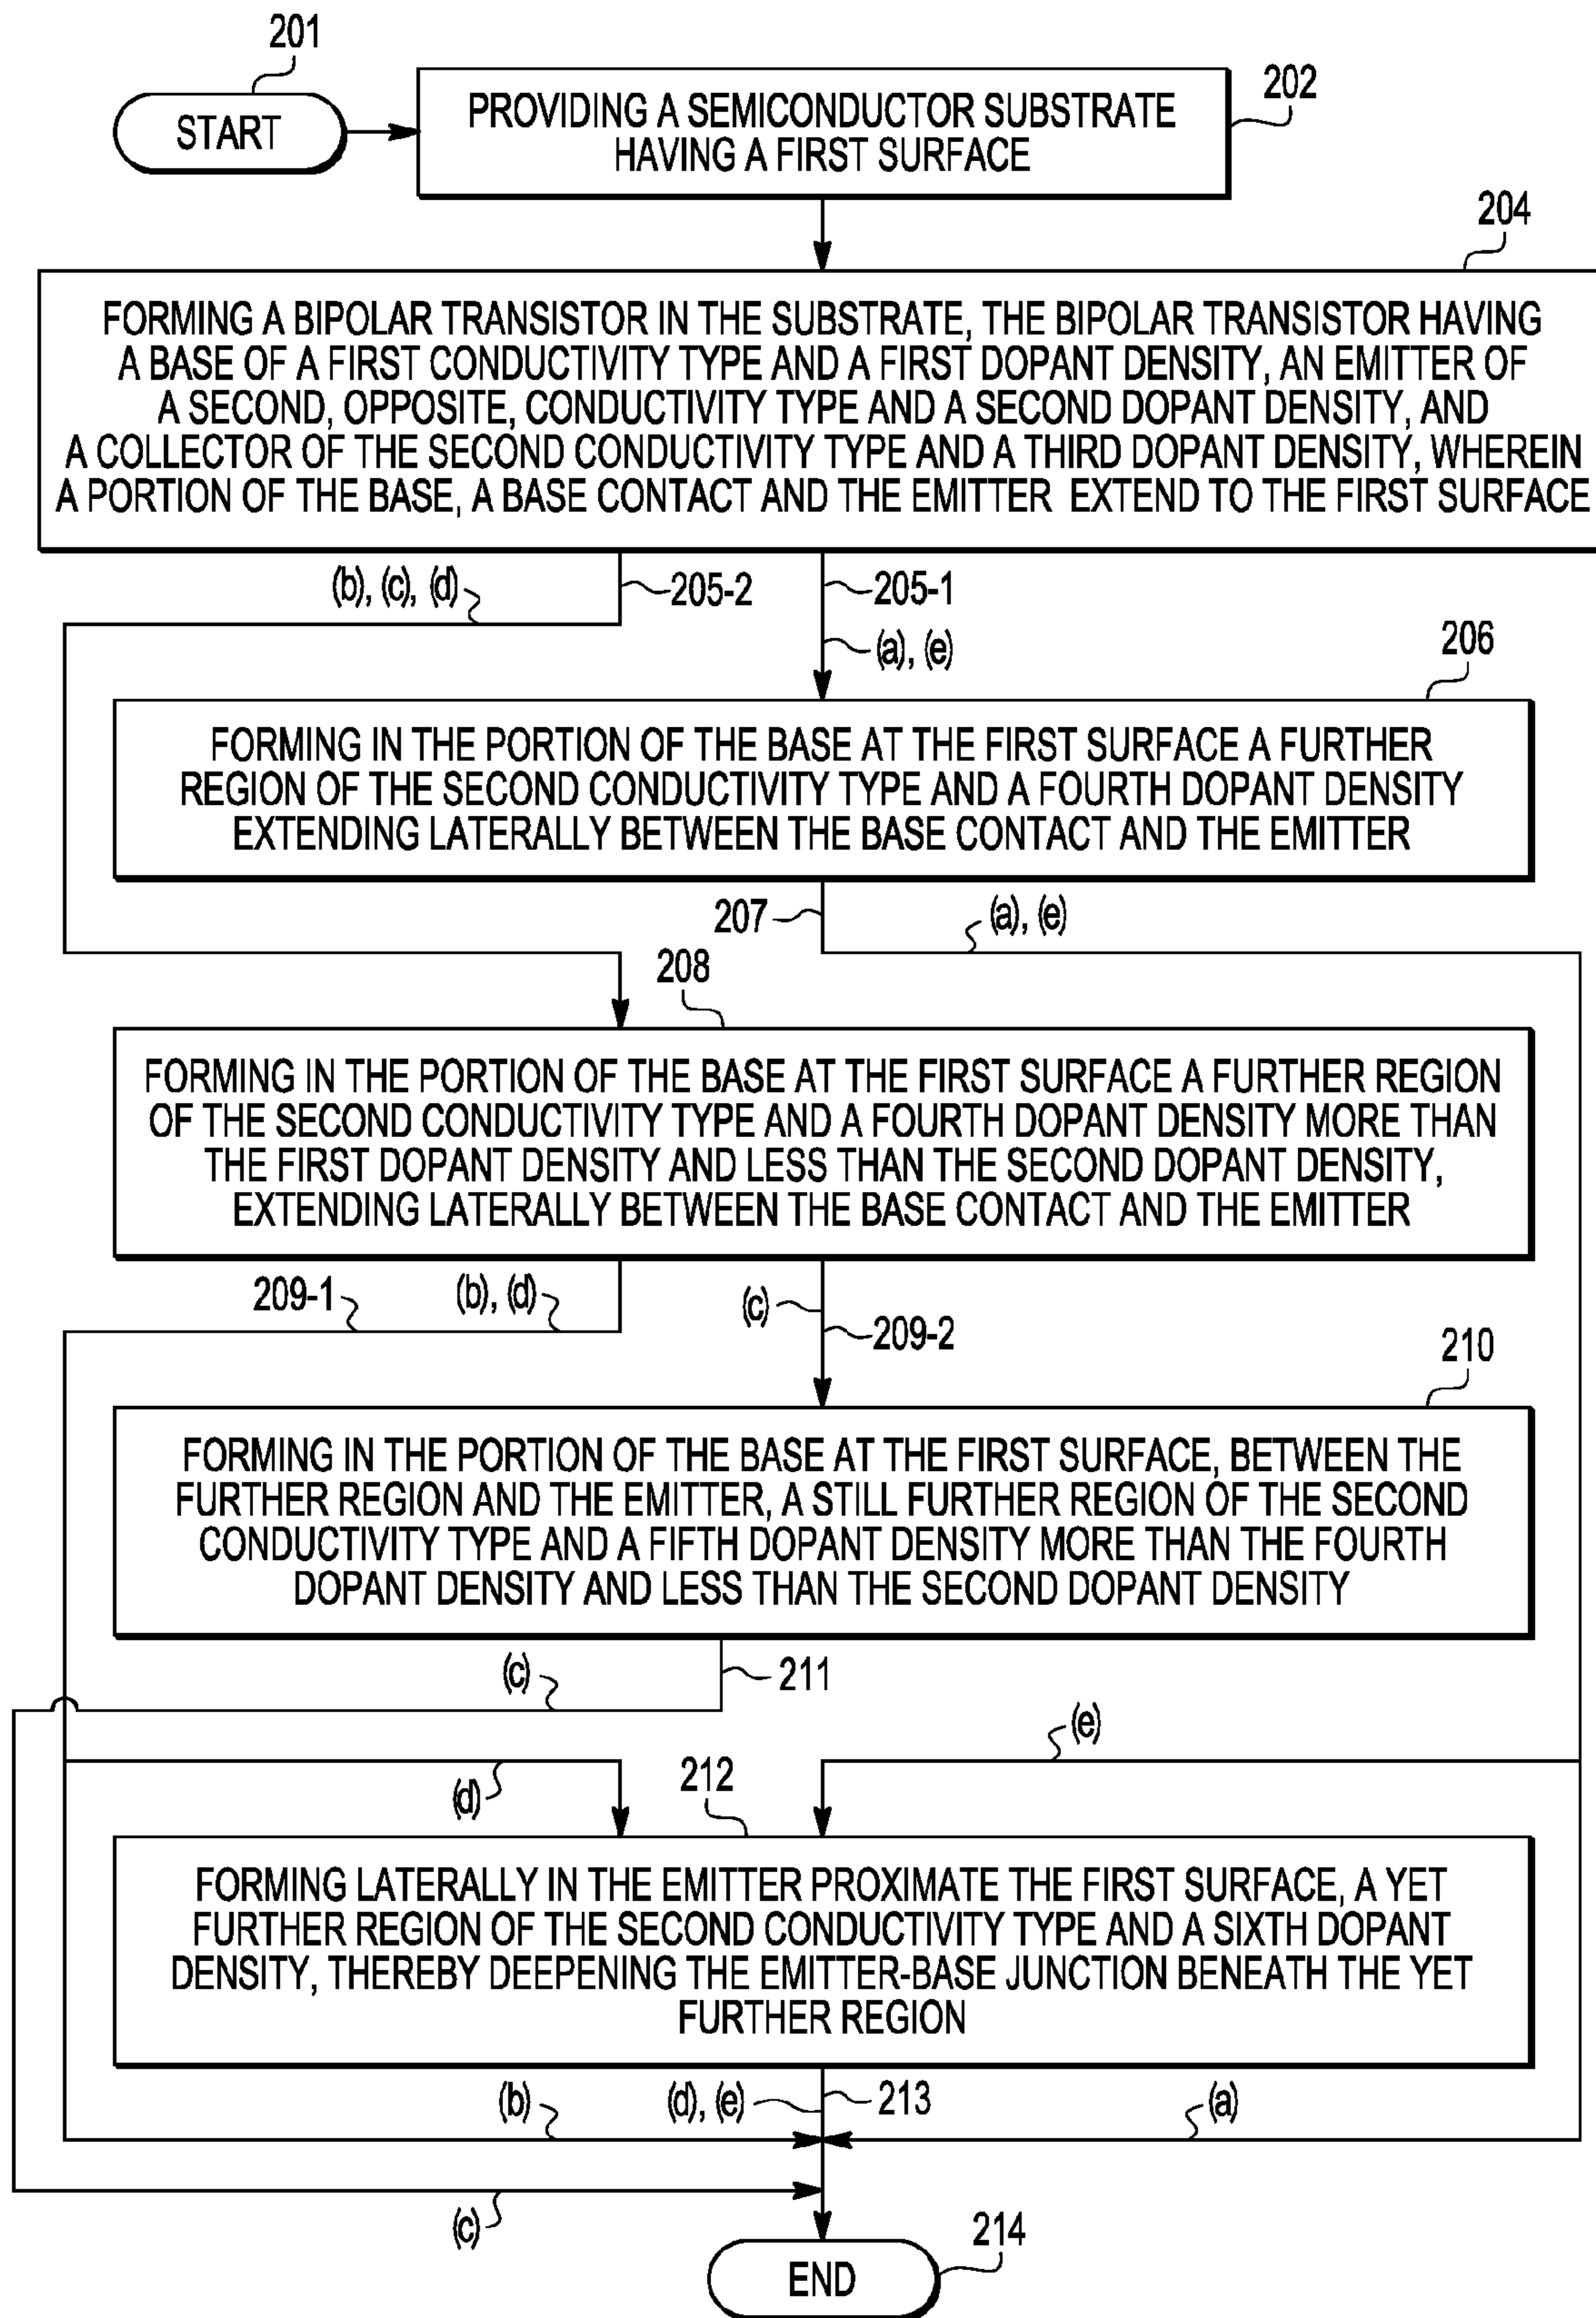 201
START
PROVIDING A SEMICONDUCTOR SUBSTRATE
HAVING A FIRST SURFACE
202
204
FORMING A BIPOLAR TRANSISTOR IN THE SUBSTRATE, THE BIPOLAR TRANSISTOR HAVING
A BASE OF A FIRST CONDUCTIVITY TYPE AND A FIRST DOPANT DENSITY, AN EMITTER OF
A SECOND, OPPOSITE, CONDUCTIVITY TYPE AND A SECOND DOPANT DENSITY, AND
A COLLECTOR OF THE SECOND CONDUCTIVITY TYPE AND A THIRD DOPANT DENSITY, WHEREIN
A PORTION OF THE BASE, A BASE CONTACT AND THE EMITTER EXTEND TO THE FIRST SURFACE
(b), (c), (d)
205-2
205-1
(a), (e)
206
FORMING IN THE PORTION OF THE BASE AT THE FIRST SURFACE A FURTHER
REGION OF THE SECOND CONDUCTIVITY TYPE AND A FOURTH DOPANT DENSITY
EXTENDING LATERALLY BETWEEN THE BASE CONTACT AND THE EMITTER
207
(a), (e)
208
FORMING IN THE PORTION OF THE BASE AT THE FIRST SURFACE A FURTHER REGION
OF THE SECOND CONDUCTIVITY TYPE AND A FOURTH DOPANT DENSITY MORE THAN
THE FIRST DOPANT DENSITY AND LESS THAN THE SECOND DOPANT DENSITY,
EXTENDING LATERALLY BETWEEN THE BASE CONTACT AND THE EMITTER
209-1
(b), (d)
(c)
209-2
210
FORMING IN THE PORTION OF THE BASE AT THE FIRST SURFACE, BETWEEN THE
FURTHER REGION AND THE EMITTER, A STILL FURTHER REGION OF THE SECOND
CONDUCTIVITY TYPE AND A FIFTH DOPANT DENSITY MORE THAN THE FOURTH
DOPANT DENSITY AND LESS THAN THE SECOND DOPANT DENSITY
(c)
211
(e)
(d)
212
FORMING LATERALLY IN THE EMITTER PROXIMATE THE FIRST SURFACE, A YET
FURTHER REGION OF THE SECOND CONDUCTIVITY TYPE AND A SIXTH DOPANT
DENSITY, THEREBY DEEPENING THE EMITTER-BASE JUNCTION BENEATH THE YET
FURTHER REGION
(b)
(d), (e)
213
(a)
(c)
214
END